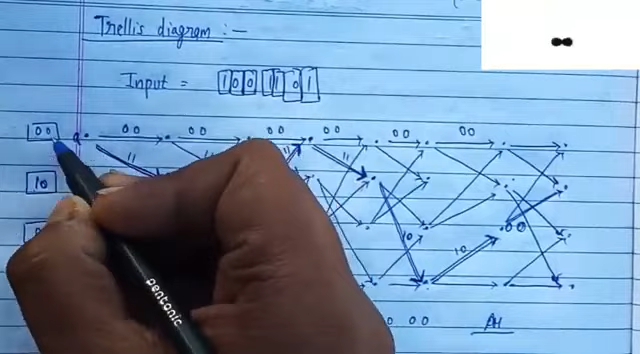 Trellis diagram :-
Input = 1 0 0 1 1 0 1
00 a 00 00 00 00 00 00
11 11 11
10
10 10 00
00 00 AH
pentonic